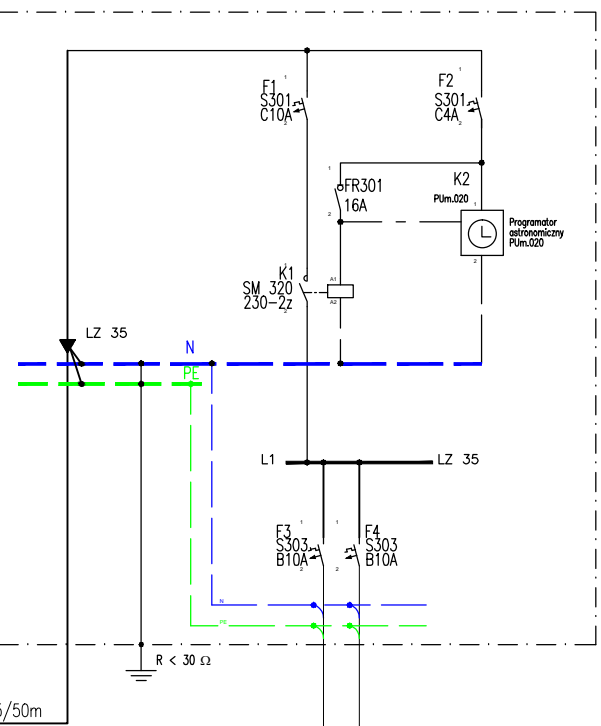 F1
S301
C10A
F2
S301
C4A
K2
PUm.020
FR301
16A
Programator
astronomiczny
PUm.020
K1
SM 320
230-2z
A1
A2
LZ 35
N
PE
L1
LZ 35
F3
S303
B10A
F4
S303
B10A
N
PE
R < 30 Ω
/50m